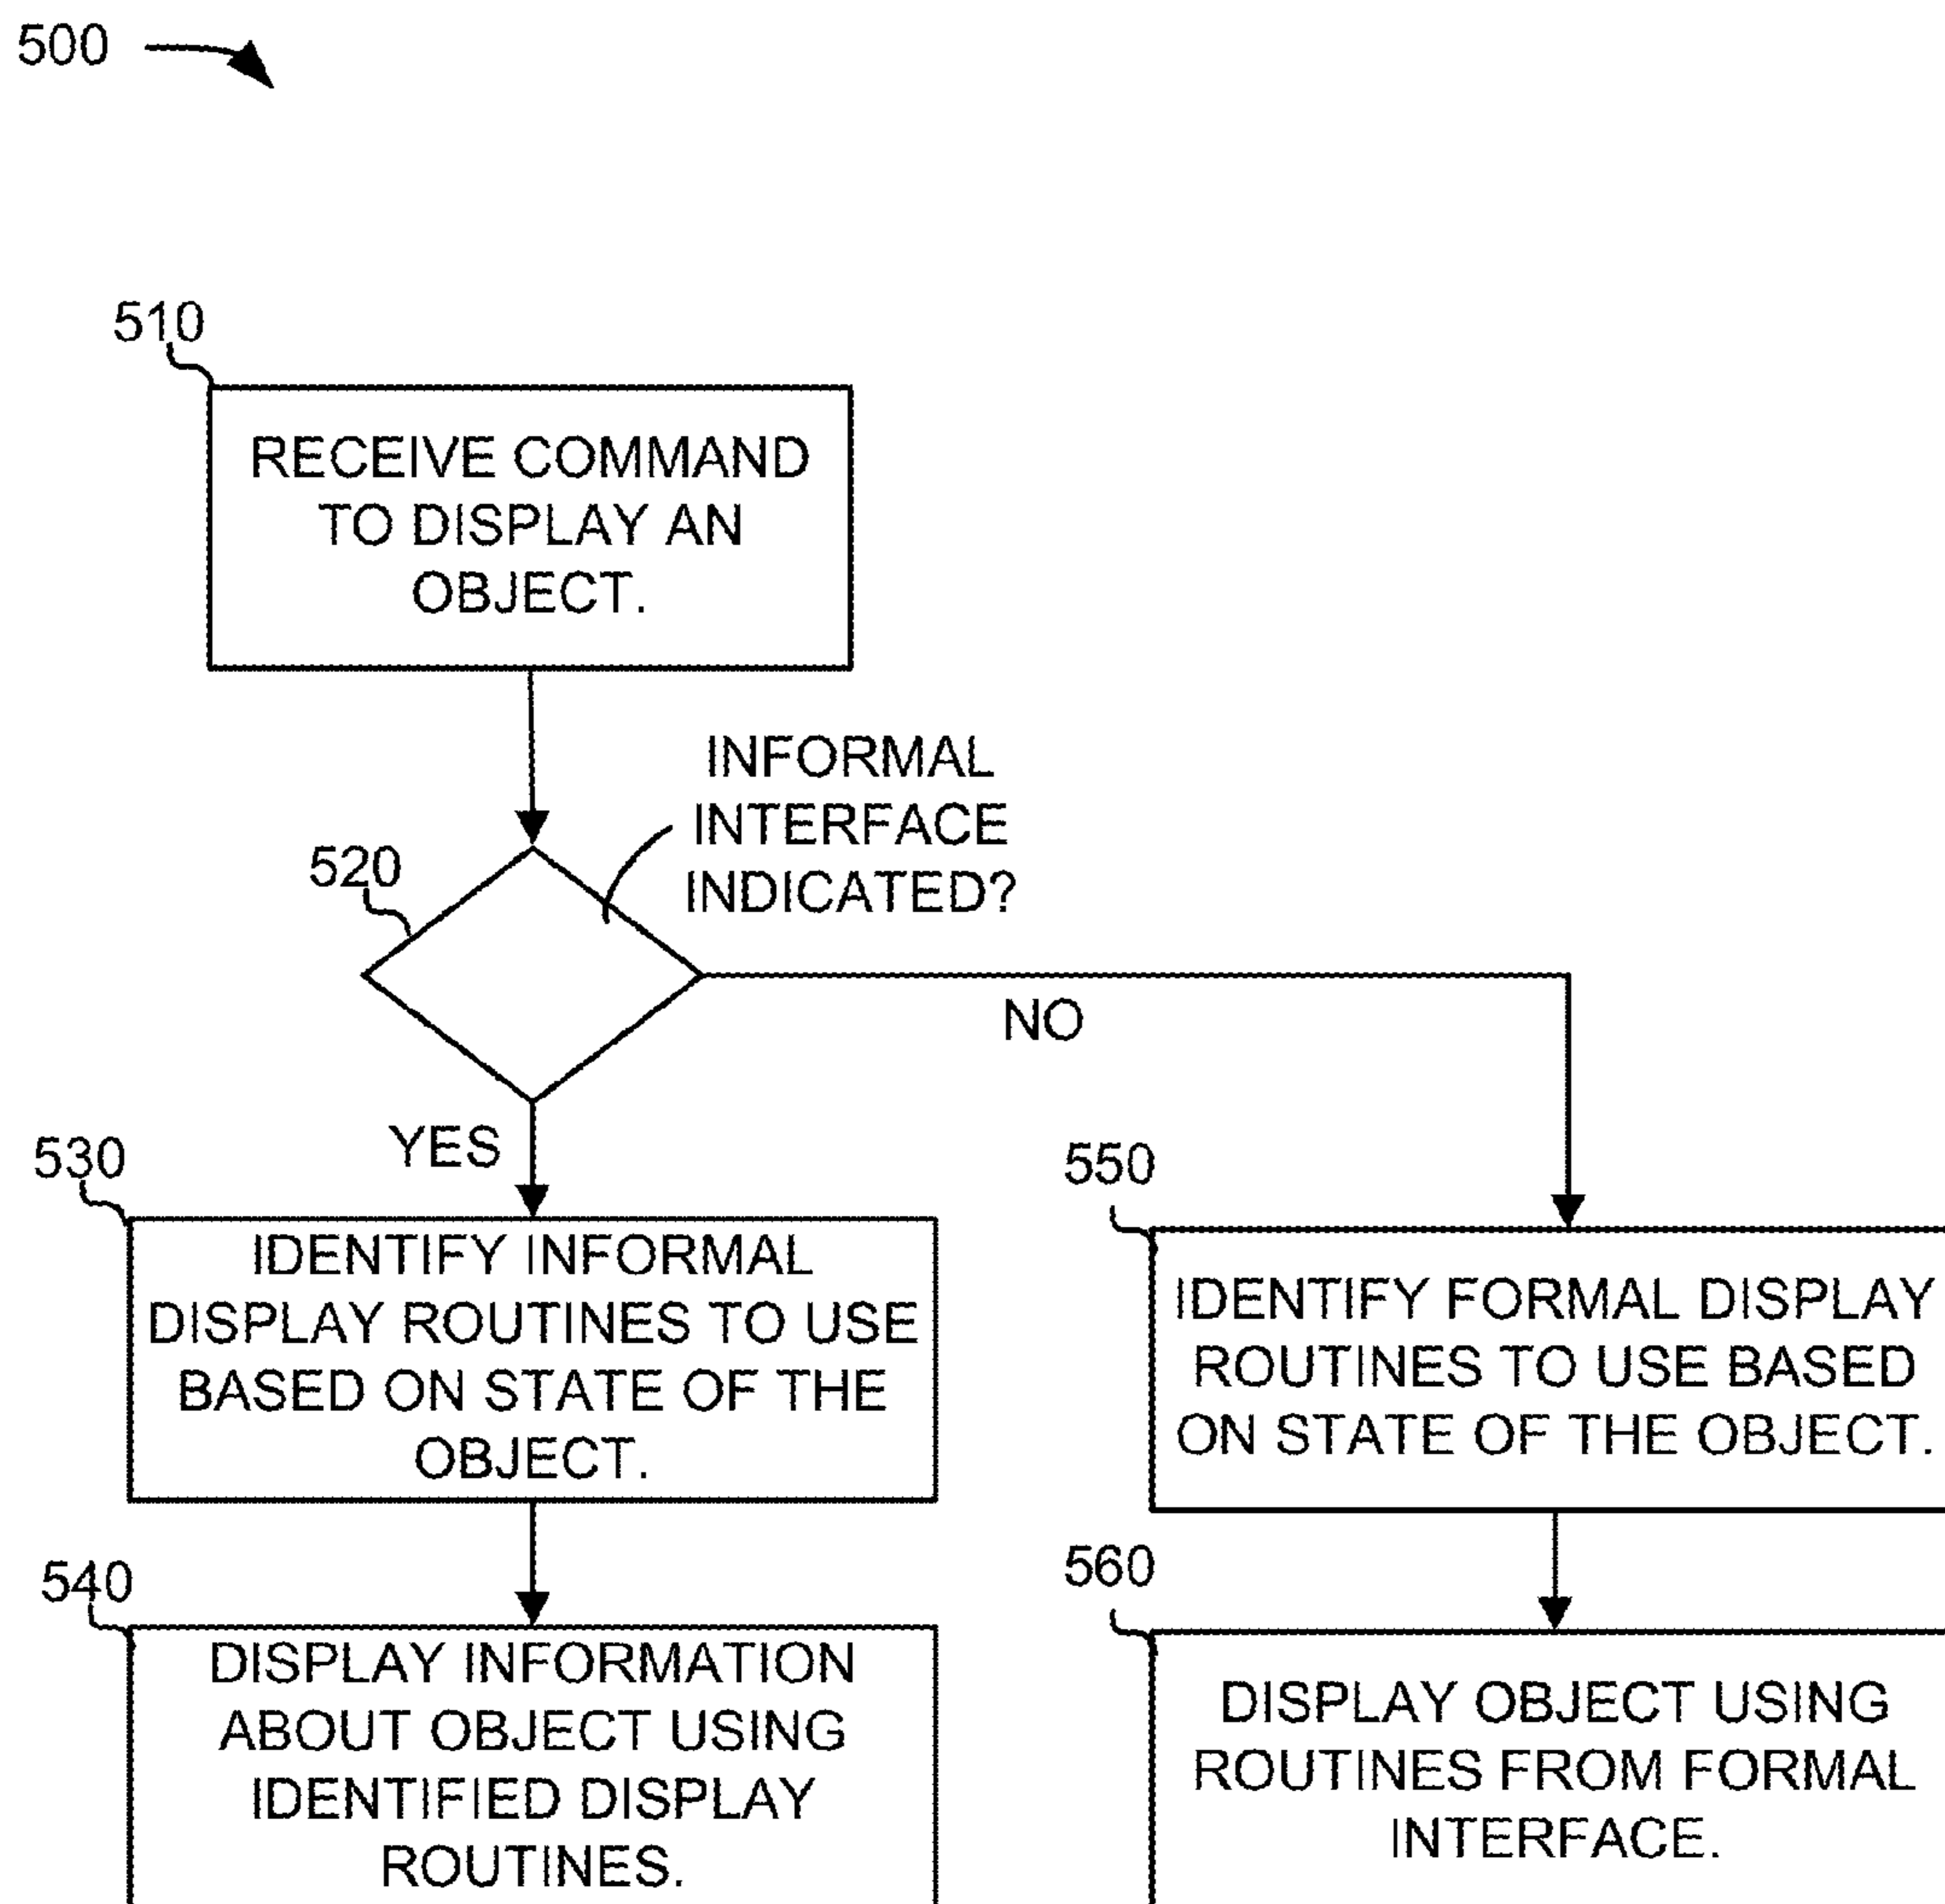 500
510
RECEIVE COMMAND
TO DISPLAY AN
OBJECT.
INFORMAL
INTERFACE
INDICATED?
520
NO
YES
530
IDENTIFY INFORMAL
DISPLAY ROUTINES TO USE
BASED ON STATE OF THE
OBJECT.
550
IDENTIFY FORMAL DISPLAY
ROUTINES TO USE BASED
ON STATE OF THE OBJECT.
540
DISPLAY INFORMATION
ABOUT OBJECT USING
IDENTIFIED DISPLAY
ROUTINES.
560
DISPLAY OBJECT USING
ROUTINES FROM FORMAL
INTERFACE.